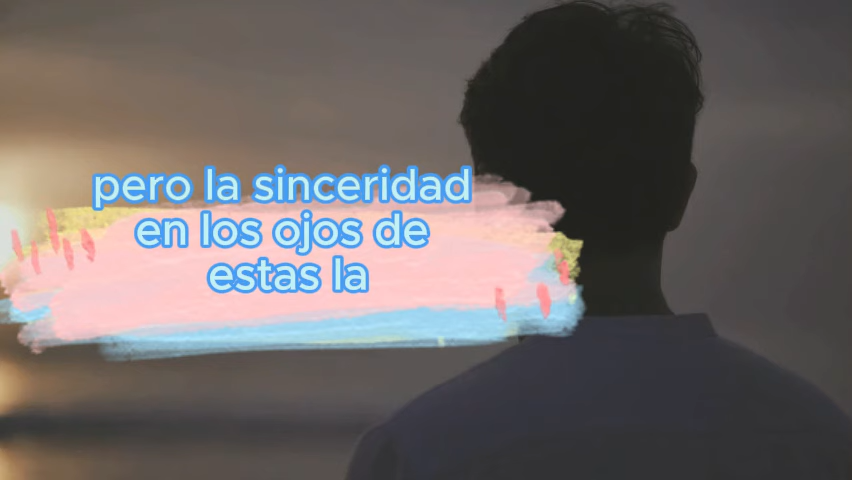 pero la sinceridad
en los ojos de
estas la